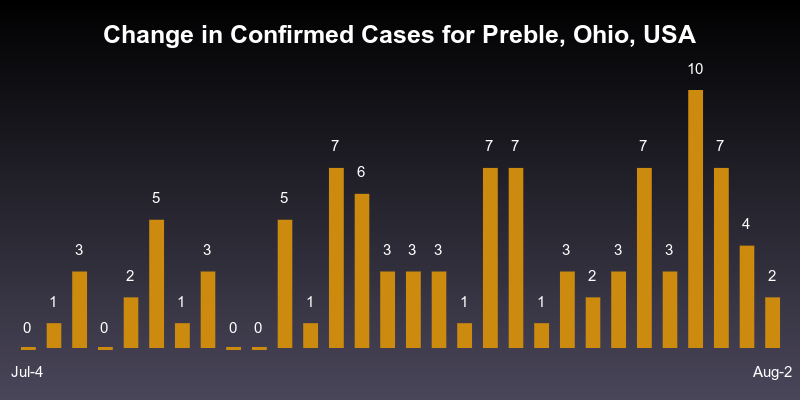 Change in Confirmed Cases for Preble, Ohio, USA
0 1 3 0 2 5 1 3 0 0 5 1 7 6 3 3 3 1 7 7 1 3 2 3 7 3 10 7 4 2
Jul-4 Aug-2